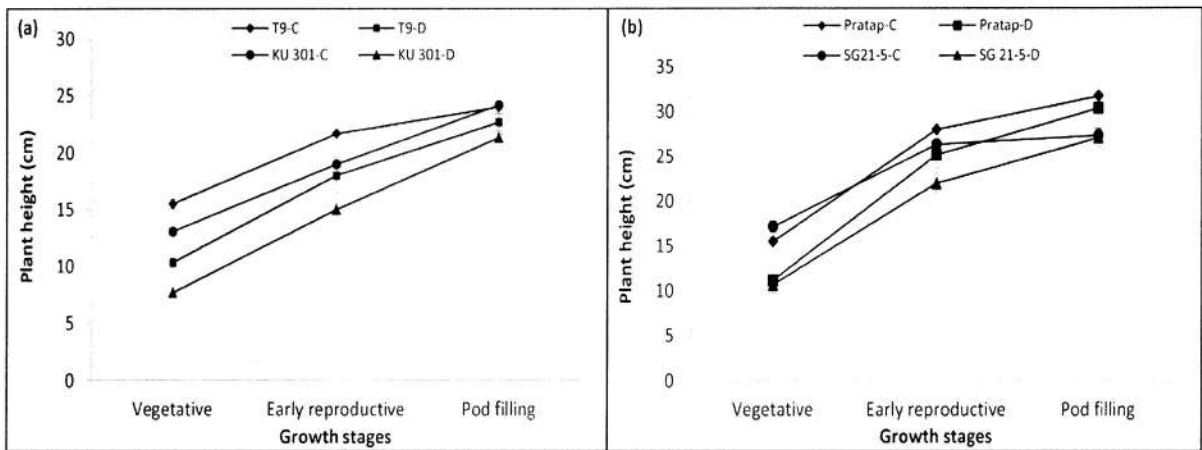 (a)
T9-C
T9-D
KU 301-C
KU 301-D
Plant height (cm)
30
25
20
15
10
5
0
Vegetative
Early reproductive
Pod filling
Growth stages
(b)
Pratap-C
Pratap-D
SG21-5-C
SG 21-5-D
Plant height (cm)
35
30
25
20
15
10
5
0
Vegetative
Early reproductive
Pod filling
Growth stages